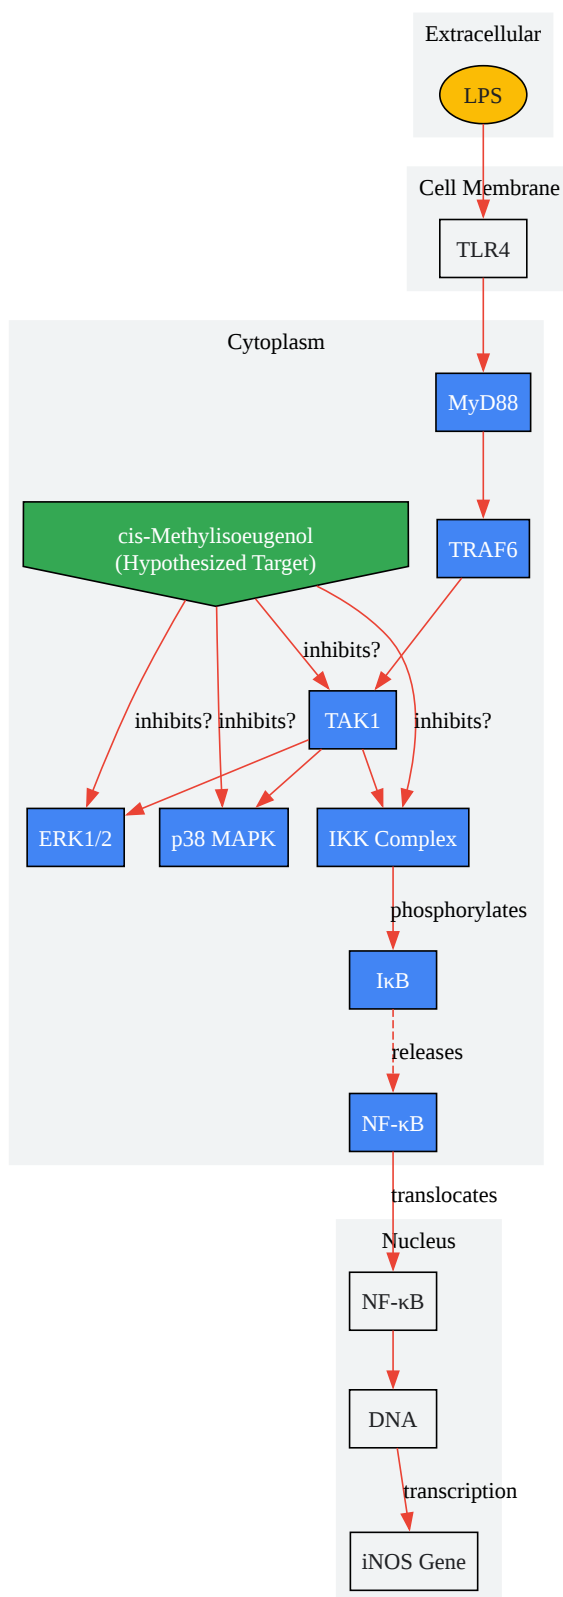 Extracellular
LPS
Cell Membrane
TLR4
Cytoplasm
MyD88
cis-Methylisoeugenol
(Hypothesized Target)
TRAF6
inhibits?
inhibits?
inhibits?
TAK1
inhibits?
ERK1/2
p38 MAPK
IKK Complex
phosphorylates
IκB
releases
NF-κB
translocates
Nucleus
NF-κB
DNA
transcription
iNOS Gene